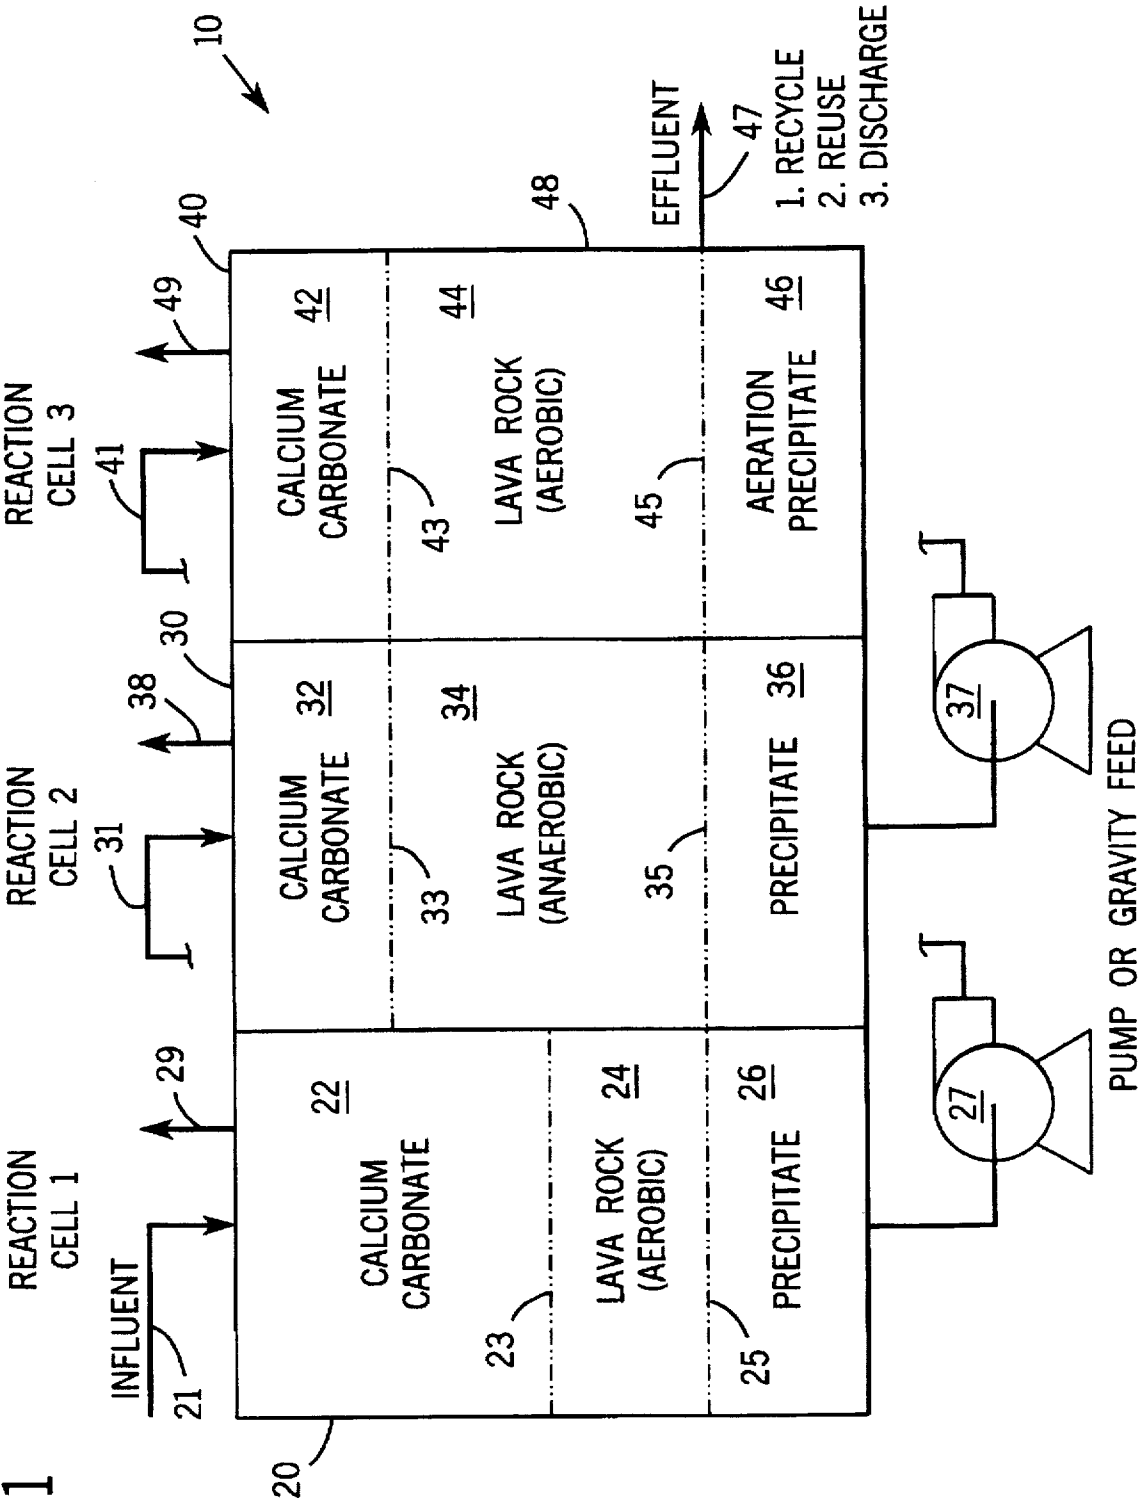 1
10
REACTION
CELL 1
REACTION
CELL 2
REACTION
CELL 3
INFLUENT
21
29
31
38
41
49
20
30
40
CALCIUM
CARBONATE
22
CALCIUM
CARBONATE
32
CALCIUM
CARBONATE
42
23
33
43
LAVA ROCK
(AEROBIC)
24
LAVA ROCK
(ANAEROBIC)
34
LAVA ROCK
(AEROBIC)
44
48
25
35
45
PRECIPITATE
26
PRECIPITATE
36
AERATION
PRECIPITATE
46
EFFLUENT
47
1. RECYCLE
2. REUSE
3. DISCHARGE
27
37
PUMP OR GRAVITY FEED